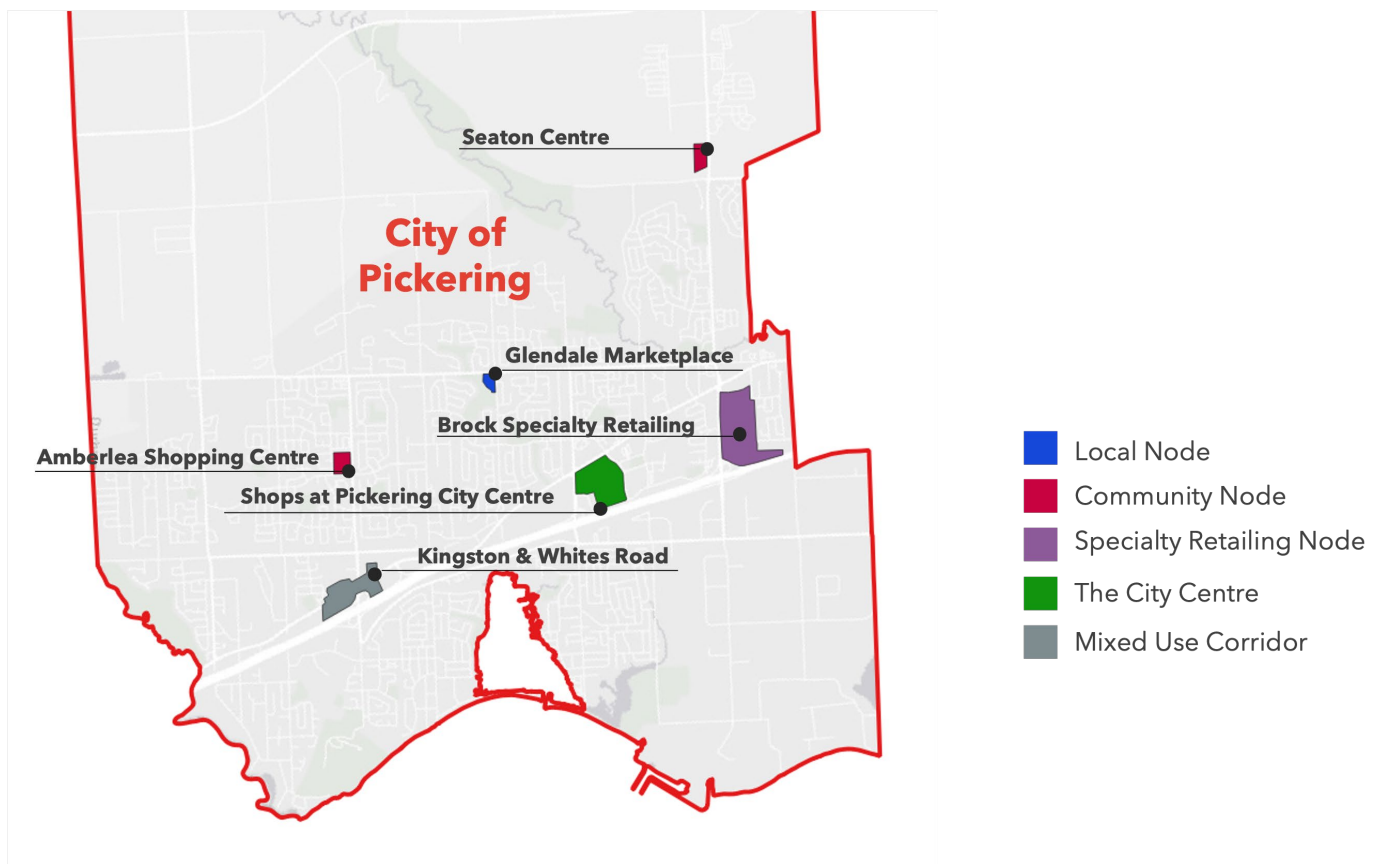 Seaton Centre
City of
Pickering
Glendale Marketplace
Brock Specialty Retailing
Amberlea Shopping Centre
Shops at Pickering City Centre
Kingston & Whites Road
Local Node
Community Node
Specialty Retailing Node
The City Centre
Mixed Use Corridor